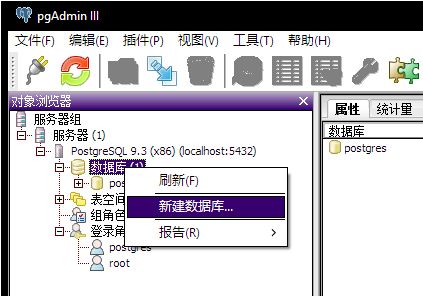 pgAdmin III
文件(F) 编辑(E) 插件(P) 视图(V) 工具(T) 帮助(H)
对象浏览器
服务器组
服务器 (1)
PostgreSQL 9.3 (x86) (localhost:5432)
数据库 (1)
表空间
组角色
登录角
postgres
root
刷新(F)
新建数据库...
报告(R)
属性 统计量
数据库
postgres